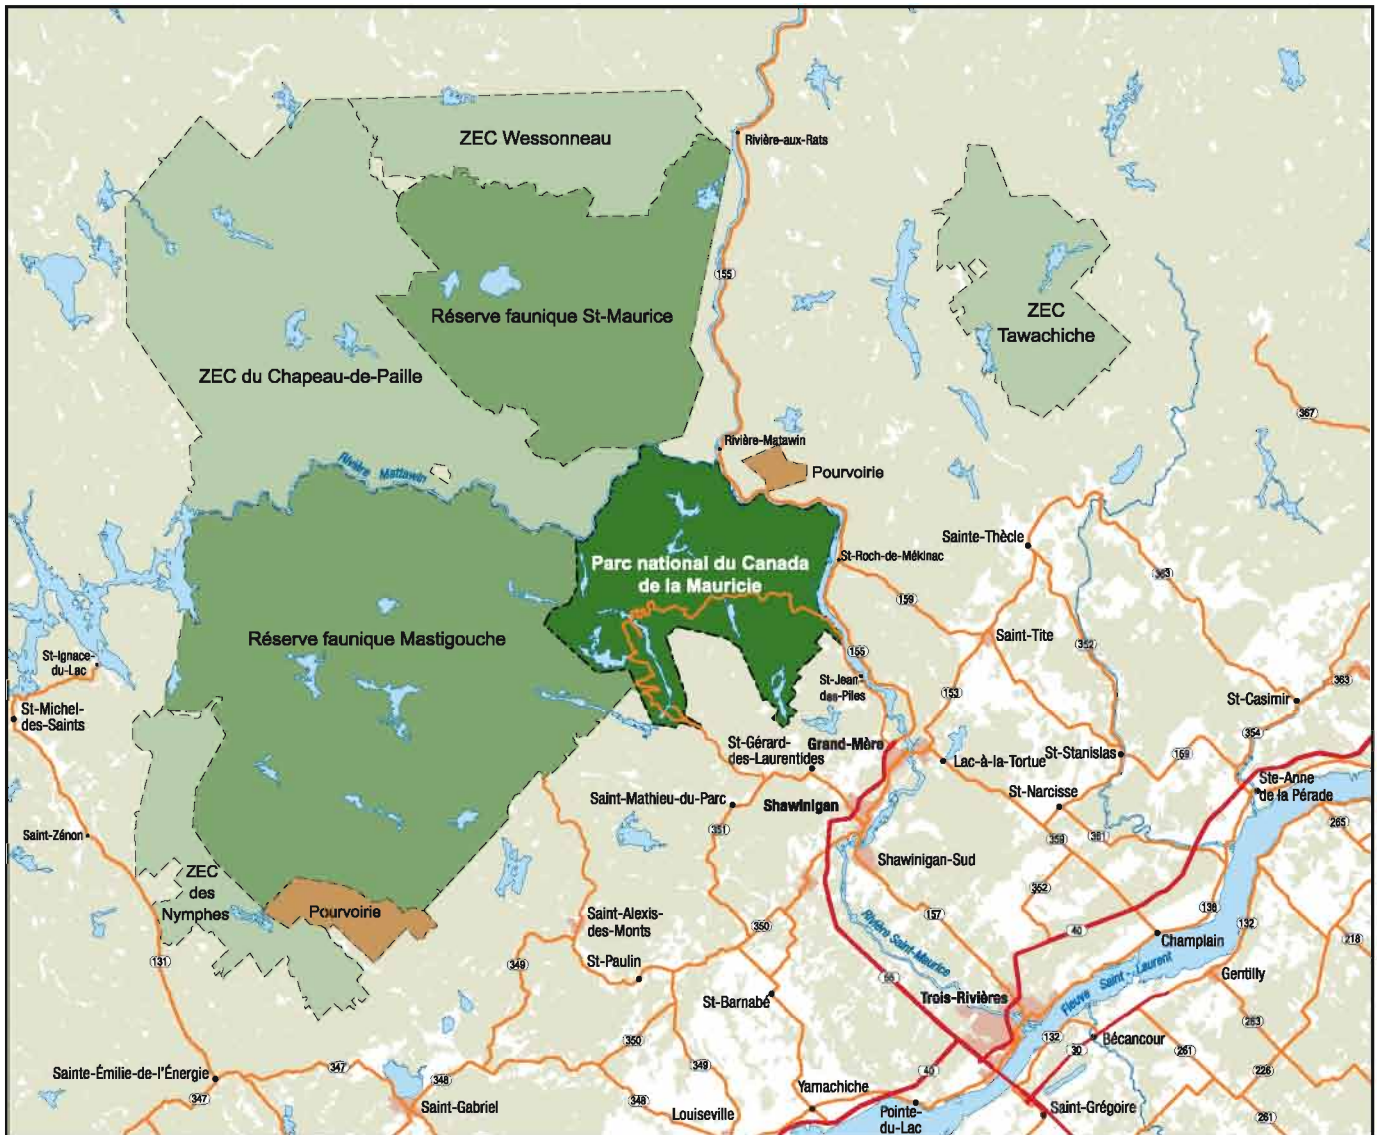 ZEC Wessonneau
Rivière-aux-Rats
155
Réserve faunique St-Maurice
ZEC
Tawachiche
ZEC du Chapeau-de-Paille
367
Rivière-Matawin
Rivière Mattawin
Pourvoirie
Sainte-Thècle
St-Roch-de-Mékinac
Parc national du Canada
de la Mauricie
363
159
Réserve faunique Mastigouche
Saint-Tite
352
155
St-Ignace-
du-Lac
St-Jean-
des-Piles
153
363
St-Casimir
St-Michel-
des-Saints
354
St-Gérard-
des-Laurentides
Grand-Mère
Lac-à-la-Tortue
St-Stanislas
159
Ste-Anne
de la Pérade
Saint-Mathieu-du-Parc
Shawinigan
St-Narcisse
265
351
359
361
Saint-Zénon
Shawinigan-Sud
ZEC
des
Nymphes
352
Pourvoirie
157
138
132
Saint-Alexis-
des-Monts
350
Rivière Saint-Maurice
40
Champlain
218
131
349
St-Paulin
55
Fleuve Saint-Laurent
Gentilly
St-Barnabé
Trois-Rivières
263
350
132
Bécancour
30
261
347
349
40
226
Sainte-Émilie-de-l'Énergie
348
Yamachiche
347
Saint-Gabriel
348
Louiseville
Pointe-
du-Lac
Saint-Grégoire
261